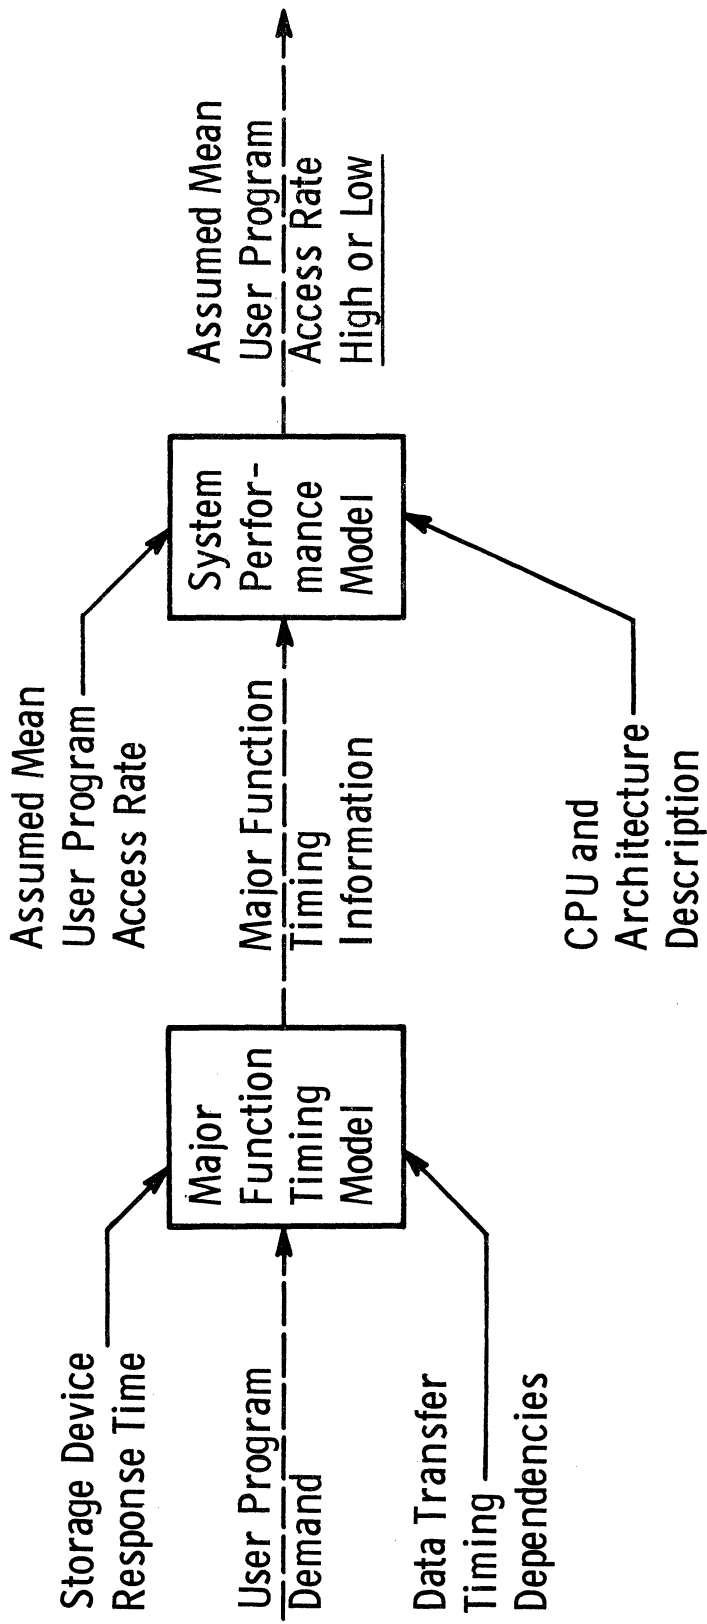 Storage Device
Response Time
User Program
Demand
Data Transfer
Timing
Dependencies
Major
Function
Timing
Model
Major Function
Timing
Information
Assumed Mean
User Program
Access Rate
CPU and
Architecture
Description
System
Perfor-
mance
Model
Assumed Mean
User Program
Access Rate
High or Low